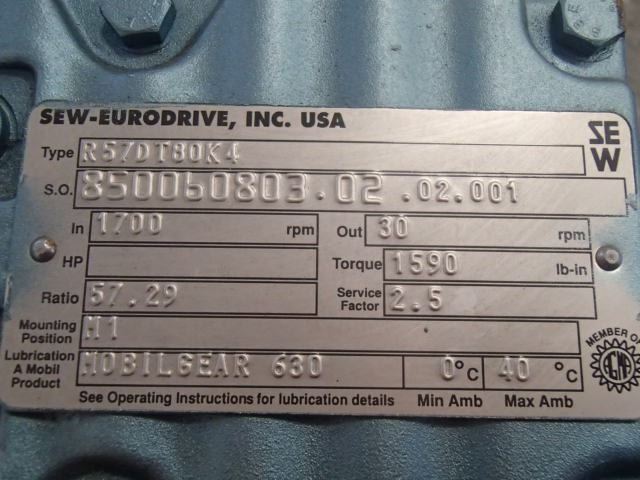 SEW-EURODRIVE, INC. USA
SEW
Type R57DT80K4
S.O. 850060803.02 .02.001
In 1700 rpm Out 30 rpm
HP Torque 1590 lb-in
Ratio 57.29 Service Factor 2.5
Mounting Position M1
Lubrication A Mobil Product MOBILGEAR 630 0°C 40 °C
See Operating Instructions for lubrication details Min Amb Max Amb
MEMBER OF
AGMA